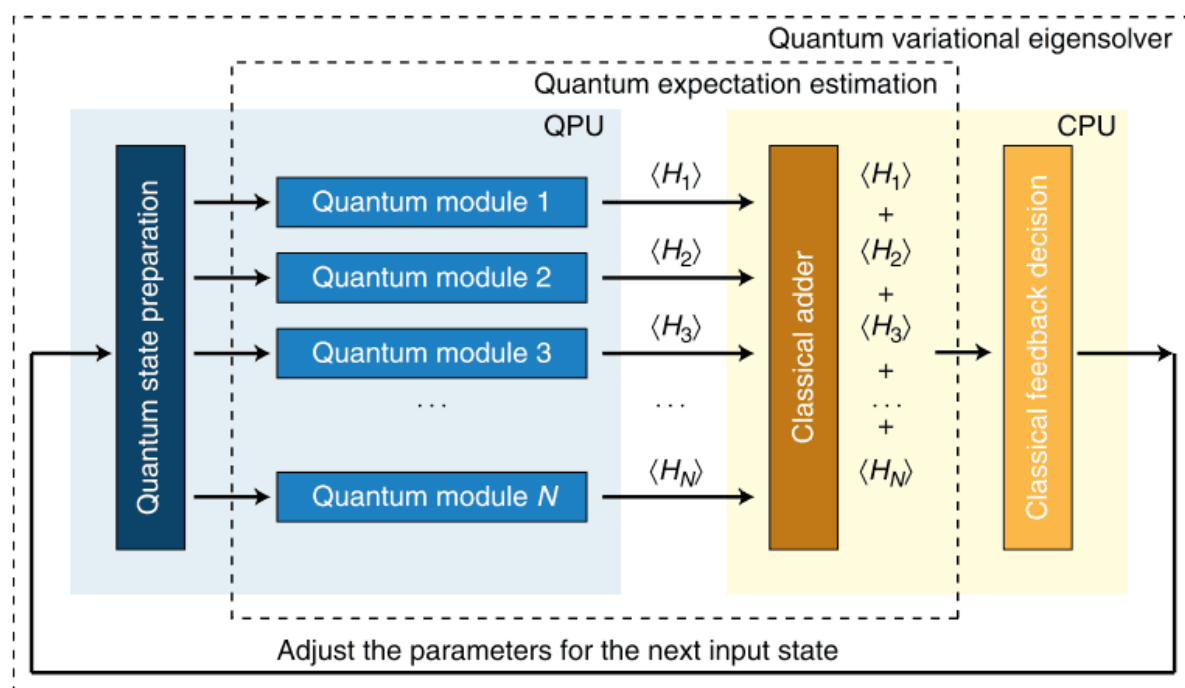 Quantum variational eigensolver
Quantum expectation estimation
QPU
CPU
Quantum state preparation
Quantum module 1
⟨H₁⟩
Quantum module 2
⟨H₂⟩
Quantum module 3
⟨H₃⟩
...
...
Quantum module N
⟨H_N⟩
Classical adder
⟨H₁⟩
+
⟨H₂⟩
+
⟨H₃⟩
+
...
+
⟨H_N⟩
Classical feedback decision
Adjust the parameters for the next input state